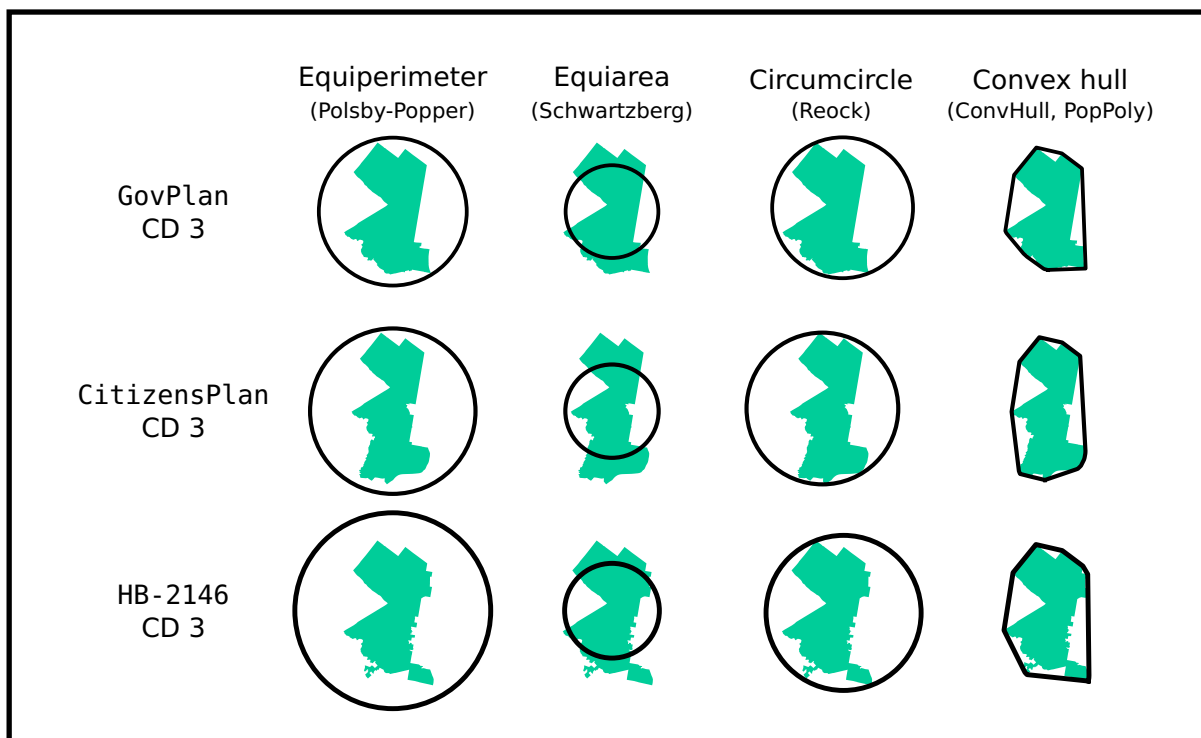 Equiperimeter
(Polsby-Popper)
Equiarea
(Schwartzberg)
Circumcircle
(Reock)
Convex hull
(ConvHull, PopPoly)
GovPlan
CD 3
CitizensPlan
CD 3
HB-2146
CD 3